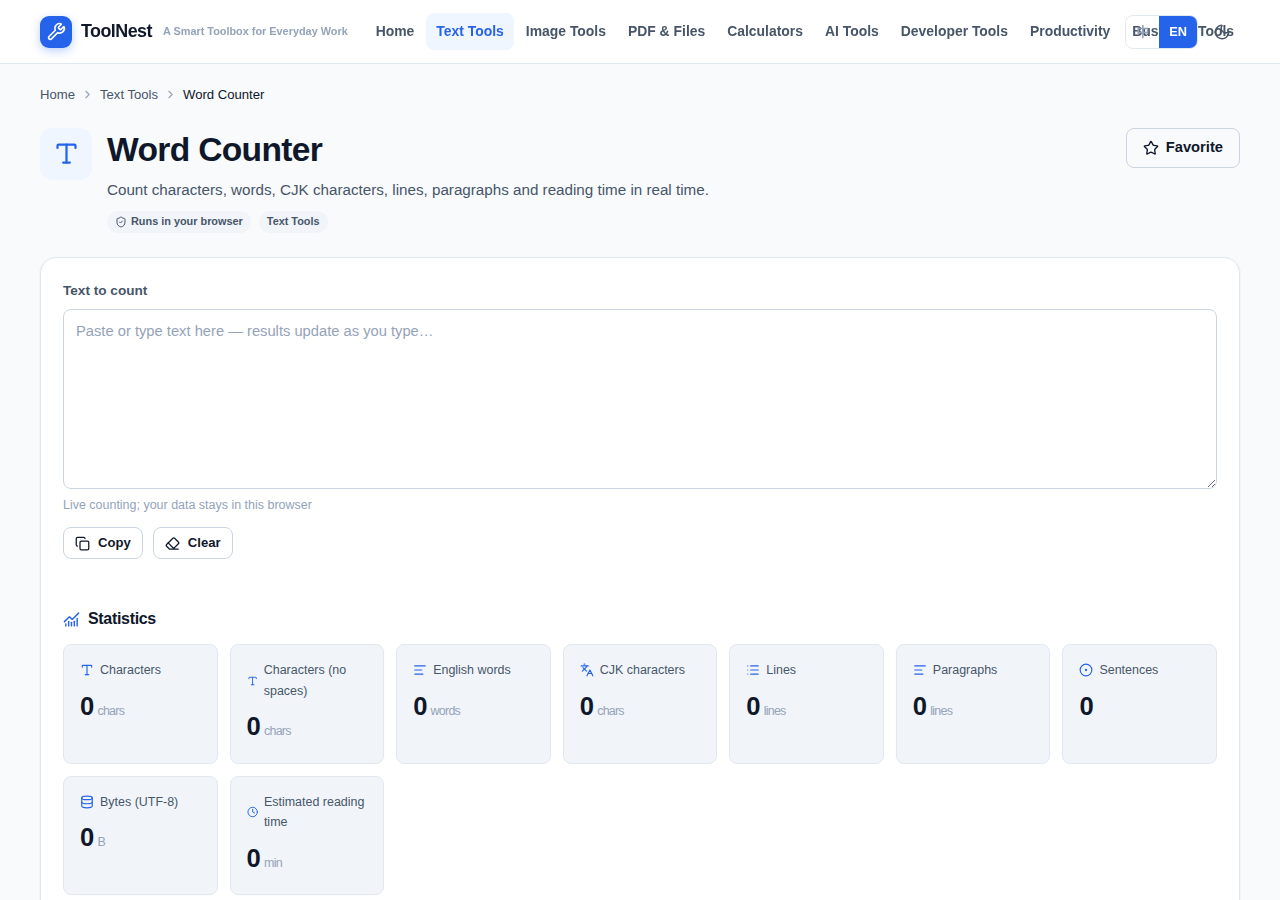 ToolNest
A Smart Toolbox for Everyday Work
Home
Text Tools
Image Tools
PDF & Files
Calculators
AI Tools
Developer Tools
Productivity
Tools
EN
Home
Text Tools
Word Counter
Word Counter
Favorite
Count characters, words, CJK characters, lines, paragraphs and reading time in real time.
Runs in your browser
Text Tools
Text to count
Paste or type text here — results update as you type…
Live counting; your data stays in this browser
Copy
Clear
Statistics
Characters
0 chars
Characters (no
spaces)
0 chars
English words
0 words
CJK characters
0 chars
Lines
0 lines
Paragraphs
0 lines
Sentences
0
Bytes (UTF-8)
0 B
Estimated reading
time
0 min